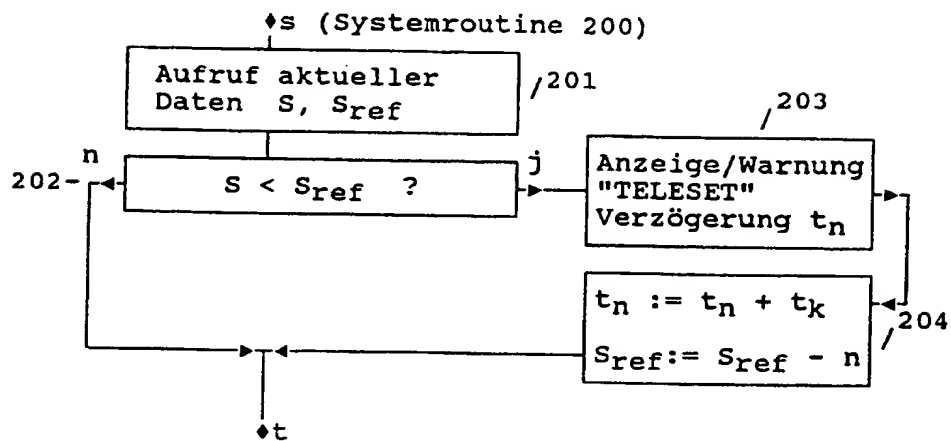 s (Systemroutine 200)
Aufruf aktueller
Daten S, Sref
201
203
n
j
202
S < Sref ?
Anzeige/Warnung
"TELESET"
Verzögerung tn
tn := tn + tk
204
Sref:= Sref - n
t